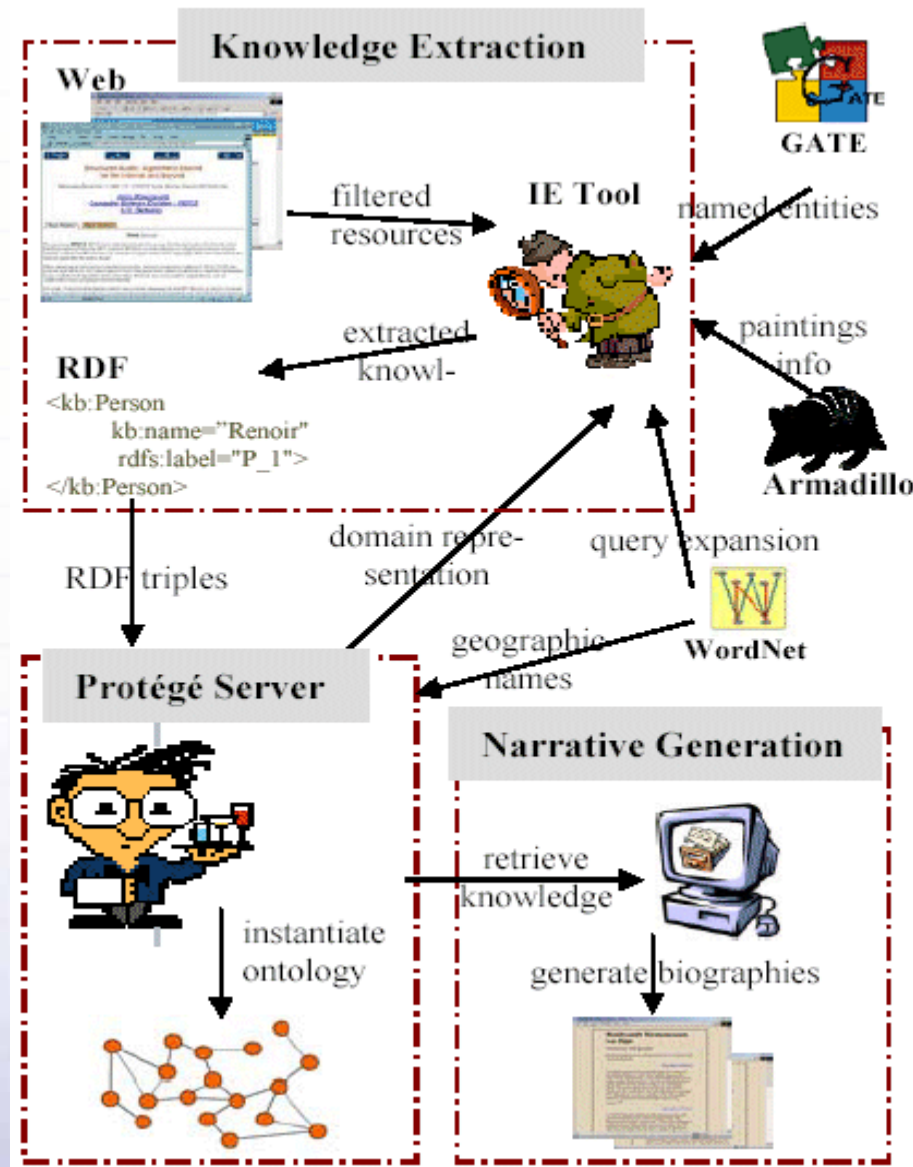 Knowledge Extraction
Web
filtered
resources
IE Tool
GATE
named entities
extracted
knowl-
paintings
info
Armadillo
RDF
<kb:Person
kb:name=”Renoir"
rdfs:label="P_1">
</kb:Person>
RDF triples
domain repre-
sentation
query expansion
WordNet
geographic
names
Protégé Server
Narrative Generation
retrieve
knowledge
instantiate
ontology
generate biographies